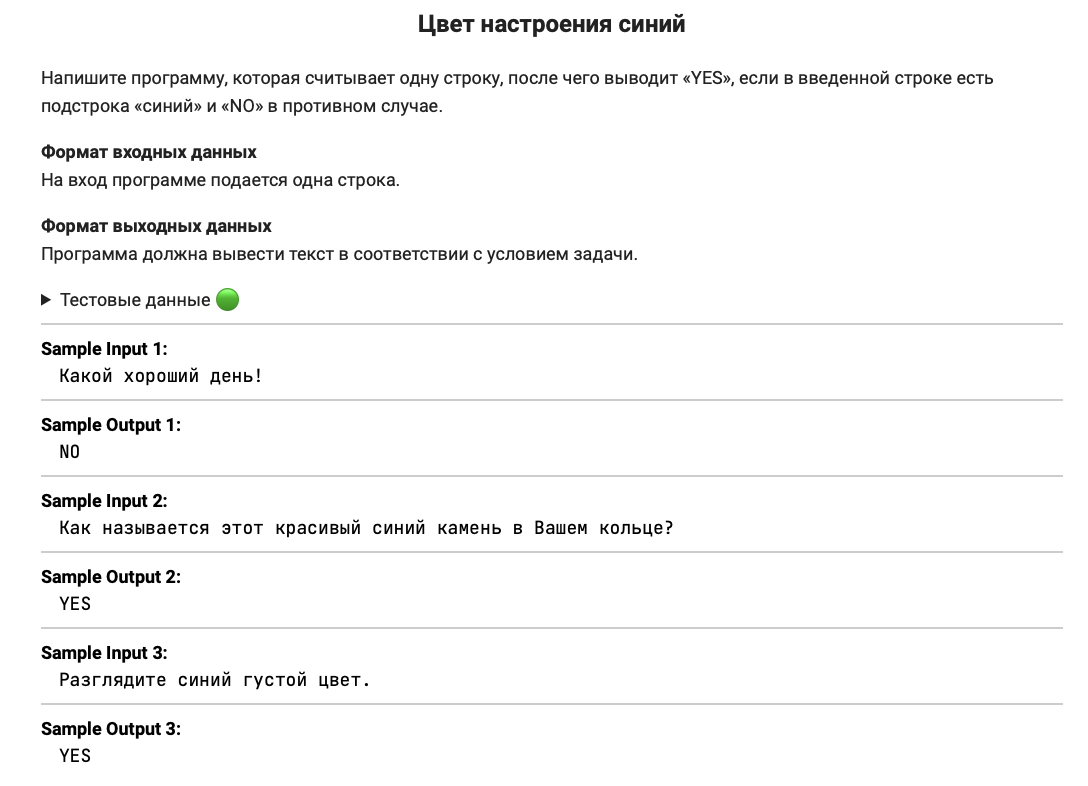 Цвет настроения синий
Напишите программу, которая считывает одну строку, после чего выводит «YES», если в введенной строке есть
подстрока «синий» и «NO» в противном случае.
Формат входных данных
На вход программе подается одна строка.
Формат выходных данных
Программа должна вывести текст в соответствии с условием задачи.
Тестовые данные
Sample Input 1:
Какой хороший день!
Sample Output 1:
NO
Sample Input 2:
Как называется этот красивый синий камень в Вашем кольце?
Sample Output 2:
YES
Sample Input 3:
Разглядите синий густой цвет.
Sample Output 3:
YES